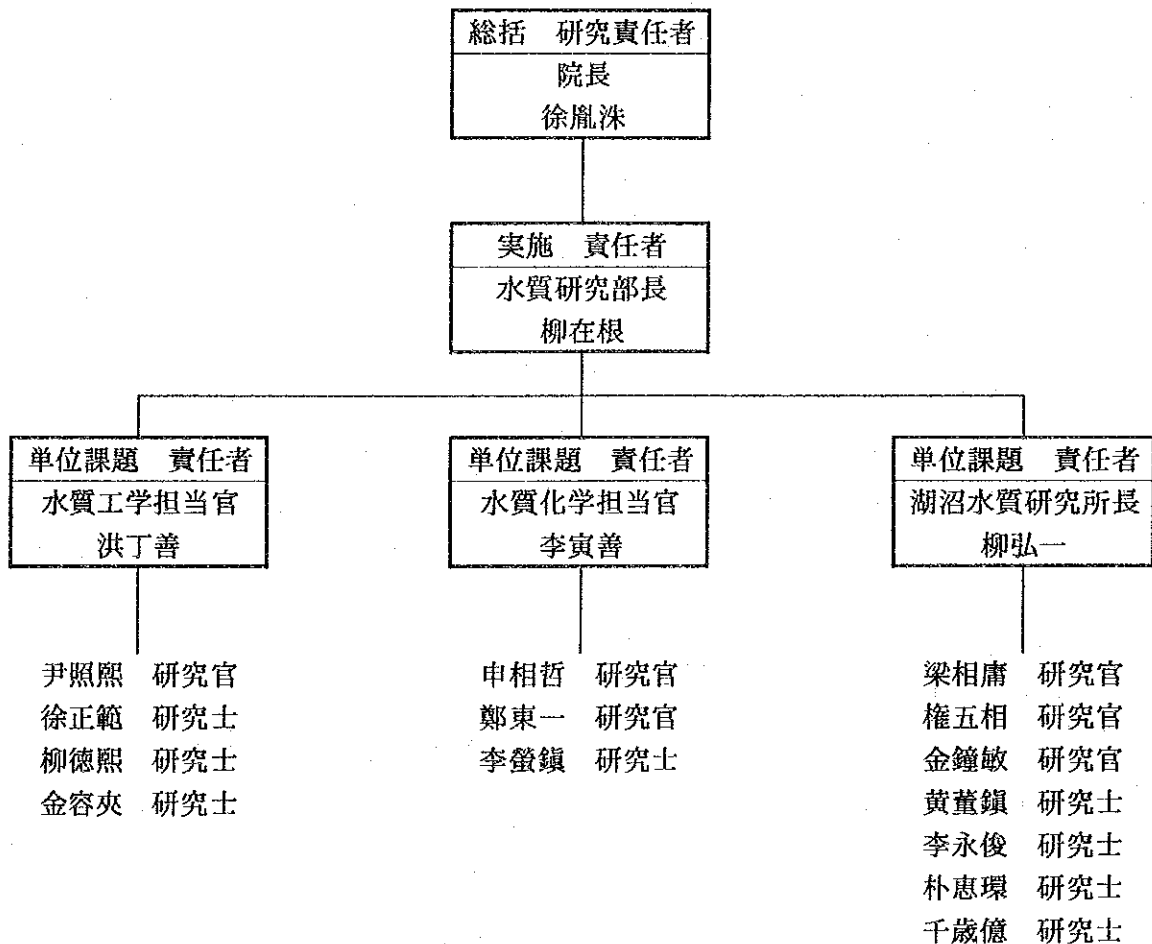 総括　研究責任者
院長
徐胤洙
実施　責任者
水質研究部長
柳在根
単位課題　責任者
水質工学担当官
洪丁善
単位課題　責任者
水質化学担当官
李寅善
単位課題　責任者
湖沼水質研究所長
柳弘一
尹照熙　研究官
徐正範　研究士
柳徳熙　研究士
金容夾　研究士
申相哲　研究官
鄭東一　研究官
李螢鎭　研究士
梁相庸　研究官
権五相　研究官
金鐘敏　研究官
黄董鎭　研究士
李永俊　研究士
朴恵環　研究士
千歳億　研究士